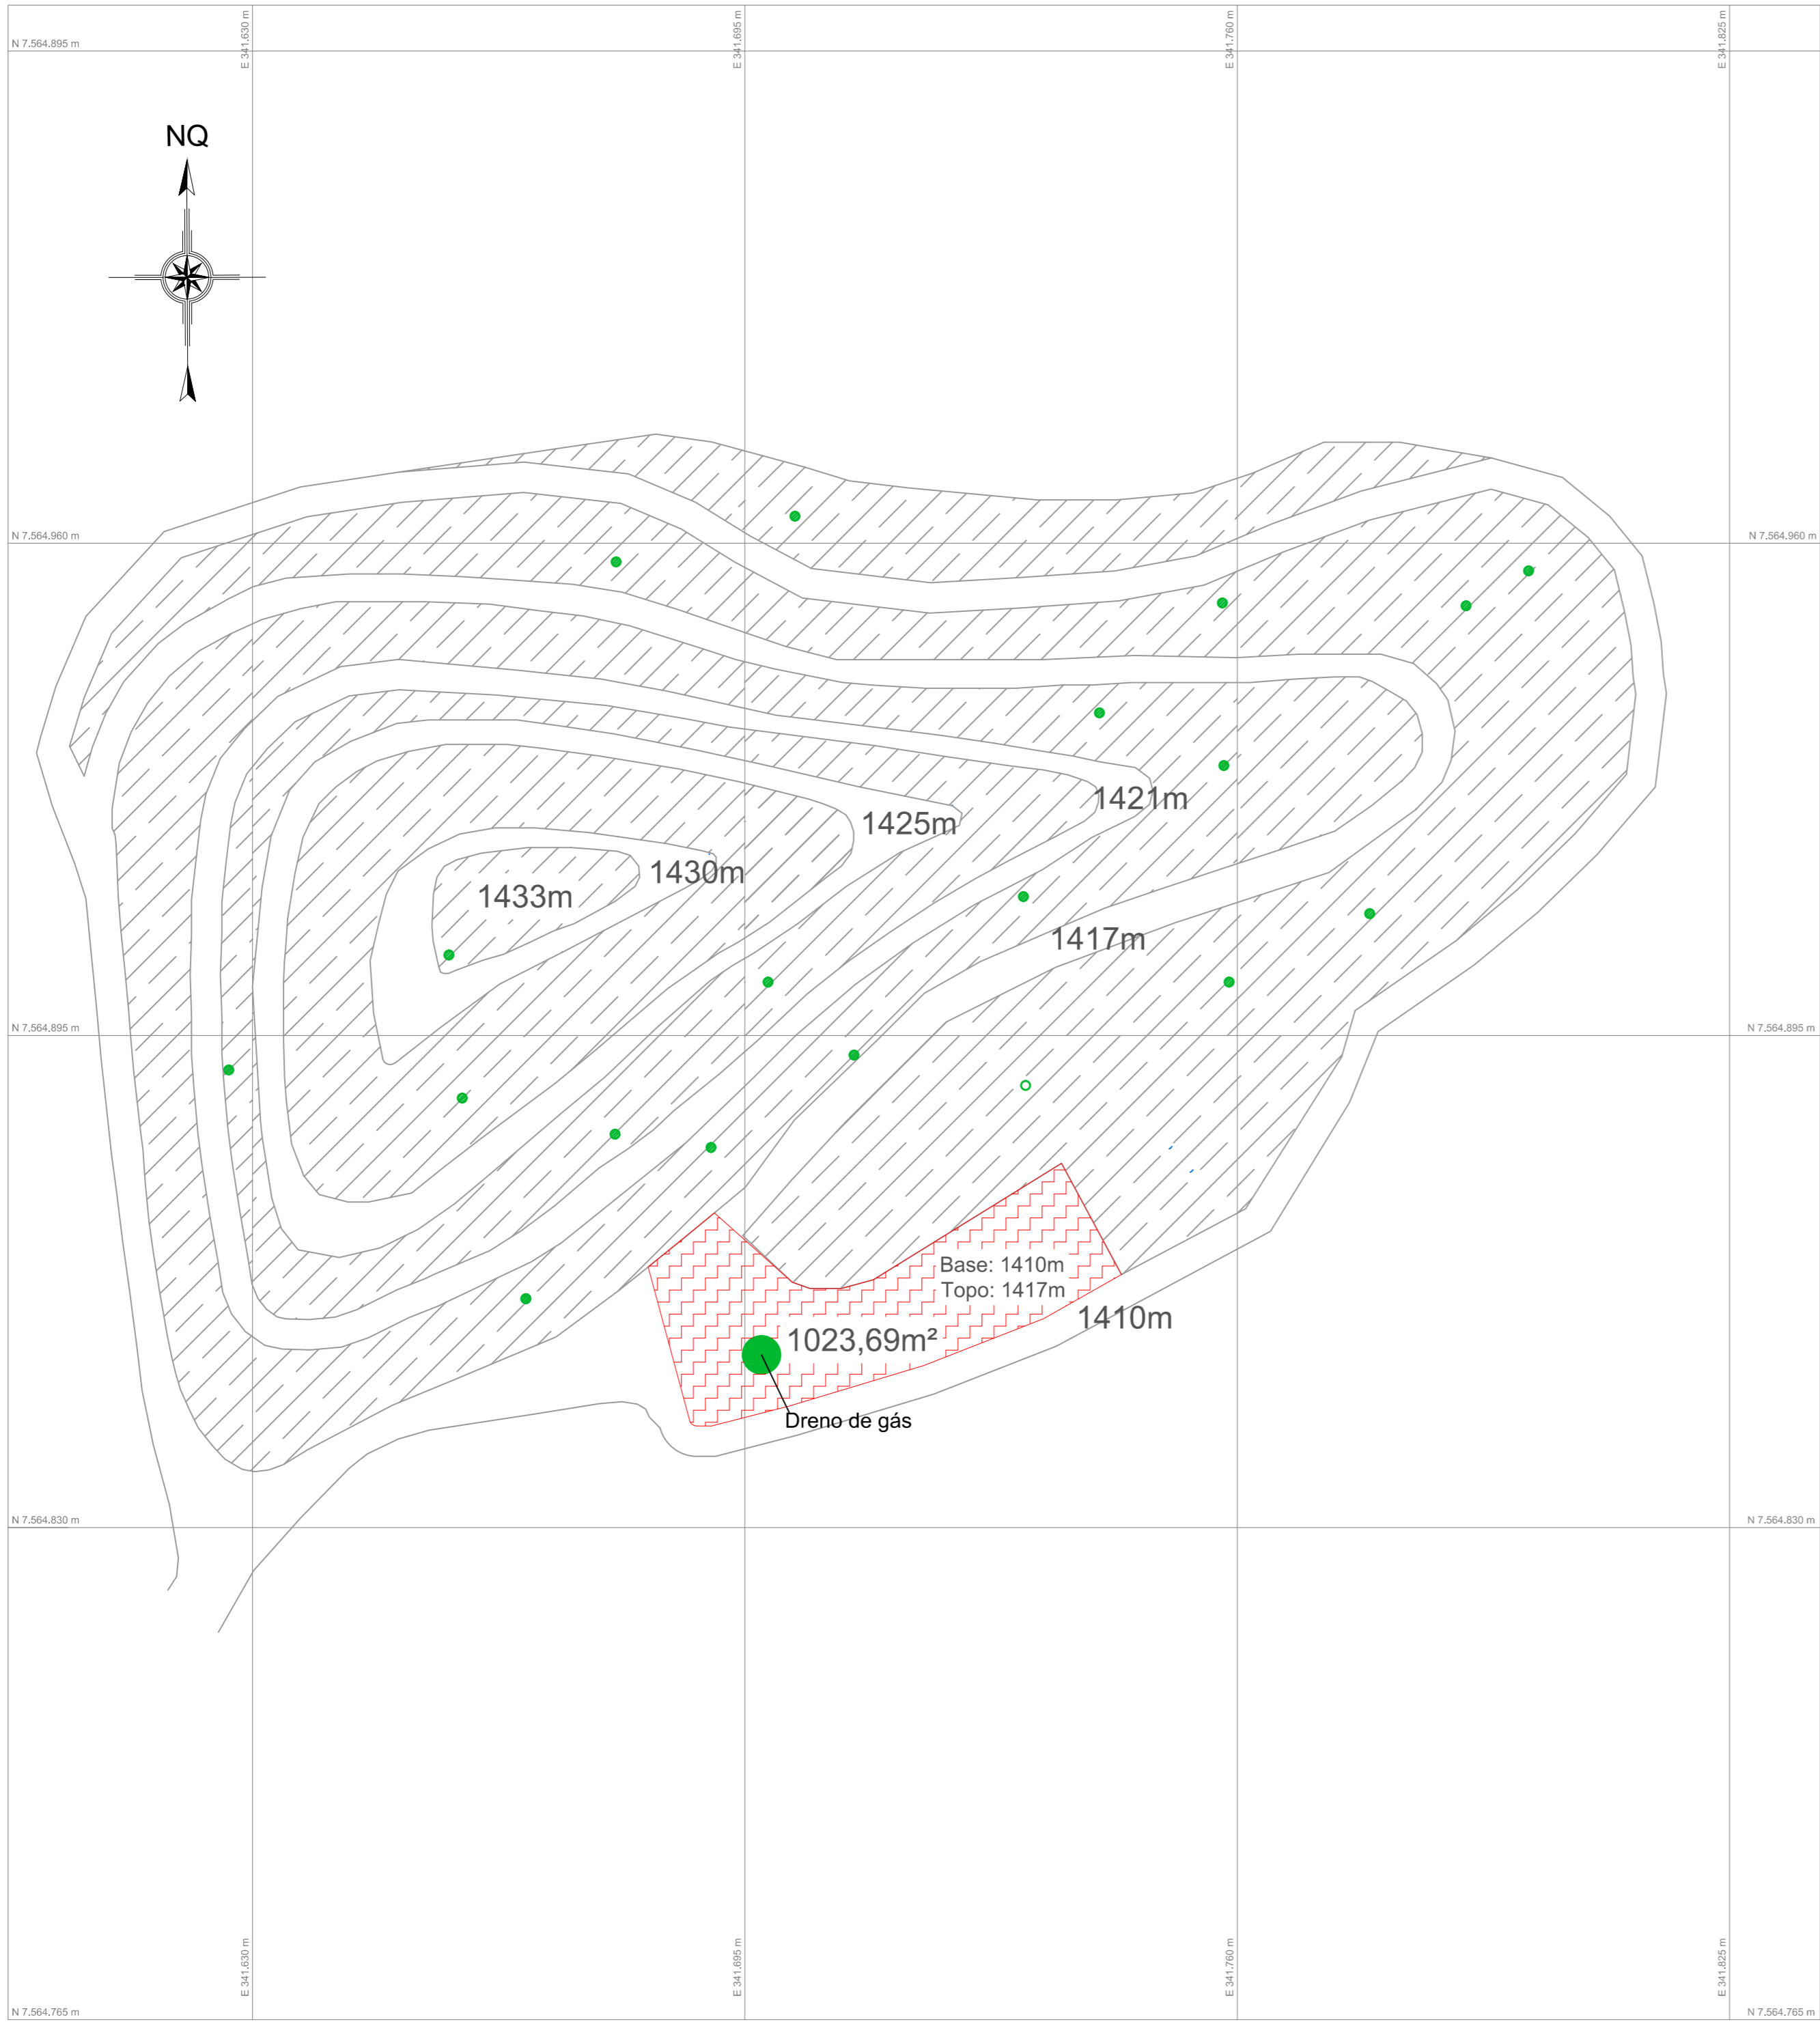 E 341.630 m
E 341.695 m
E 341.760 m
E 341.825 m
N 7.564.895 m
NQ
N 7.564.960 m
N 7.564.960 m
1421m
1425m
1430m
1433m
1417m
N 7.564.895 m
N 7.564.895 m
Base: 1410m
Topo: 1417m
1410m
1023,69m²
Dreno de gás
N 7.564.830 m
N 7.564.830 m
E 341.630 m
E 341.695 m
E 341.760 m
E 341.825 m
N 7.564.765 m
N 7.564.765 m